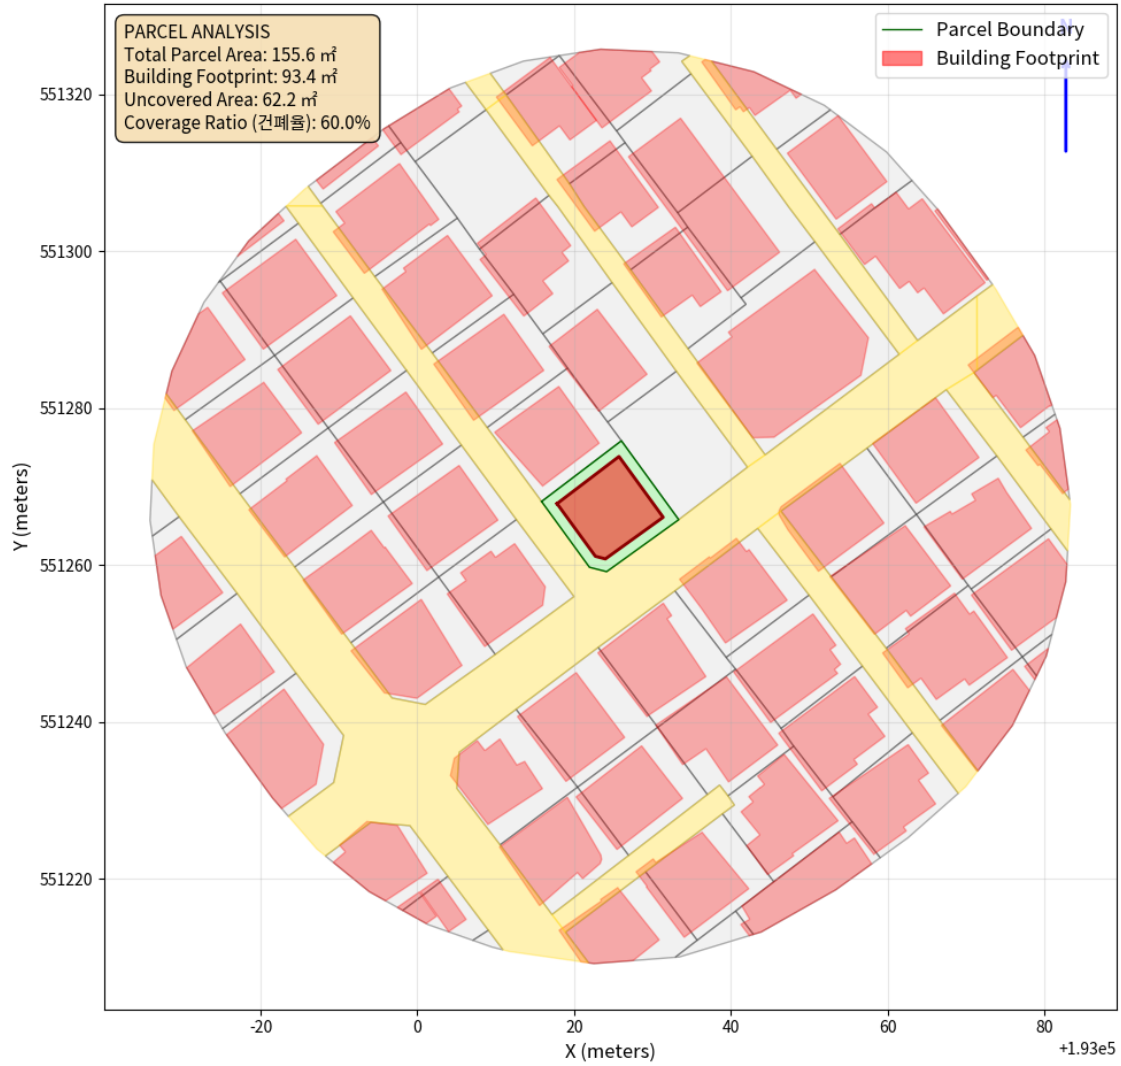 PARCEL ANALYSIS
Total Parcel Area: 155.6 ㎡
Building Footprint: 93.4 ㎡
Uncovered Area: 62.2 ㎡
Coverage Ratio (건폐율): 60.0%
N
Parcel Boundary
Building Footprint
551320
551300
551280
551260
551240
551220
Y (meters)
-20 0 20 40 60 80
X (meters)
+1.93e5